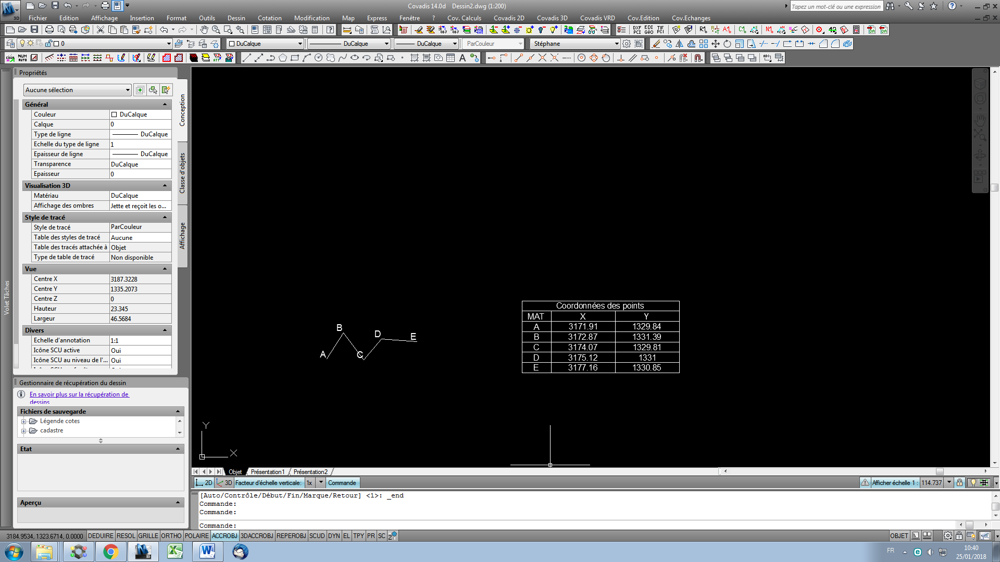 Covadis 14.0d Dessin2.dwg (1:200)
Tapez un mot-clé ou une expression
3D
Fichier Edition Affichage Insertion Format Outils Dessin Cotation Modification Map Express Fenêtre ? Cov. Calculs Covadis 2D Covadis 3D Covadis VRD Cov.Edition Cov.Echanges
0 DuCalque DuCalque DuCalque ParCouleur Stéphane
Propriétés
Aucune sélection
Général
Couleur DuCalque
Calque 0
Type de ligne DuCalque
Echelle du type de ligne 1
Epaisseur de ligne DuCalque
Transparence DuCalque
Epaisseur 0
Visualisation 3D
Matériau DuCalque
Affichage des ombres Jette et reçoit les o...
Style de tracé
Style de tracé ParCouleur
Table des styles de tracé Aucune
Table des tracés attachée à Objet
Type de table de tracé Non disponible
Vue
Centre X 3187.3228
Centre Y 1335.2073
Centre Z 0
Hauteur 23.345
Largeur 46.5684
Divers
Echelle d'annotation 1:1
Icône SCU active Oui
Icône SCU au niveau de l'... Oui
Conception
Classe d'objets
Affichage
Volet Tâches
Gestionnaire de récupération du dessin
En savoir plus sur la récupération de
dessins
Fichiers de sauvegarde
Légende cotes
cadastre
Etat
Aperçu
A
B
C
D
E
Coordonnées des points
MAT X Y
A 3171.91 1329.84
B 3172.87 1331.39
C 3174.07 1329.81
D 3175.12 1331
E 3177.16 1330.85
Y
X
Objet Présentation1 Présentation2
2D 3D Facteur d'échelle verticale: 1x Commande
Afficher échelle 1 : 114.737
[Auto/Contrôle/Début/Fin/Marque/Retour] <1>: _end
Commande:
Commande:
Commande:
3184.9534, 1323.6714, 0.0000 DEDUIRE RESOL GRILLE ORTHO POLAIRE ACCROBJ 3DACCROBJ REPEROBJ SCUD DYN EL TPY PR SC
OBJET
FR
10:40
25/01/2018